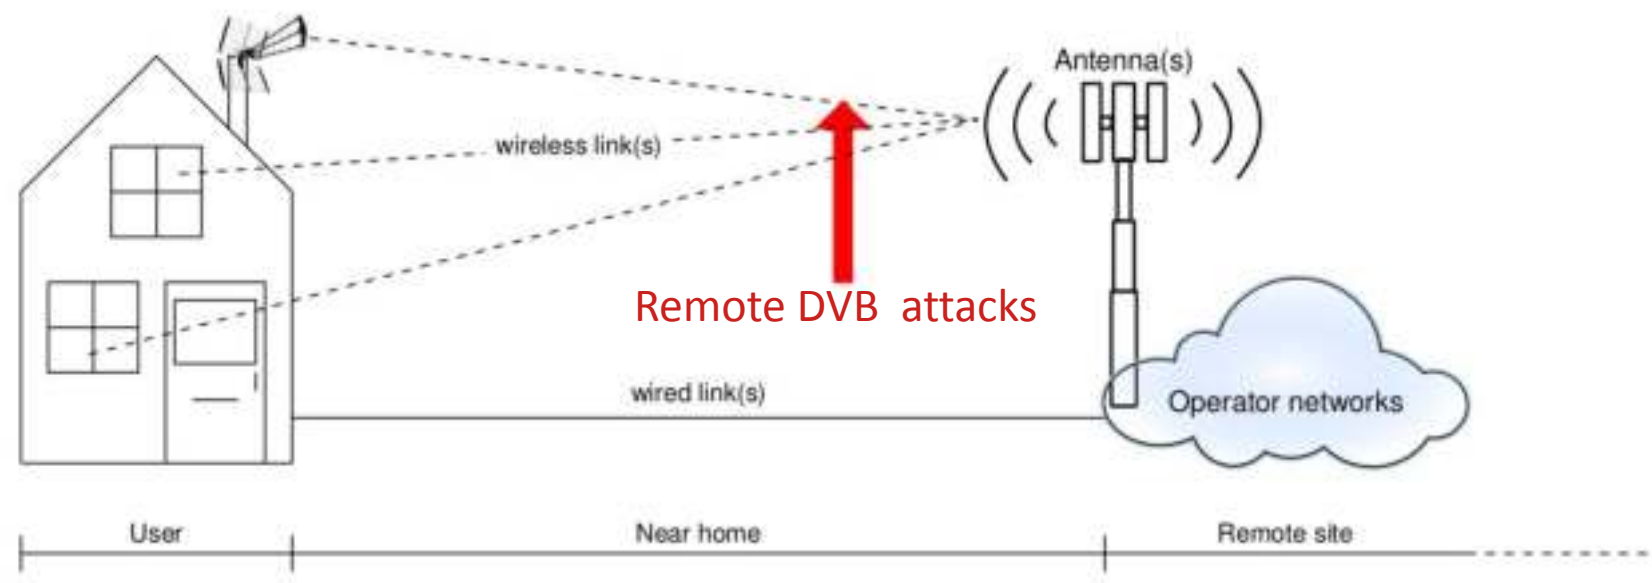 Antenna(s)
wireless link(s)
Remote DVB  attacks
wired link(s)
Operator networks
User
Near home
Remote site